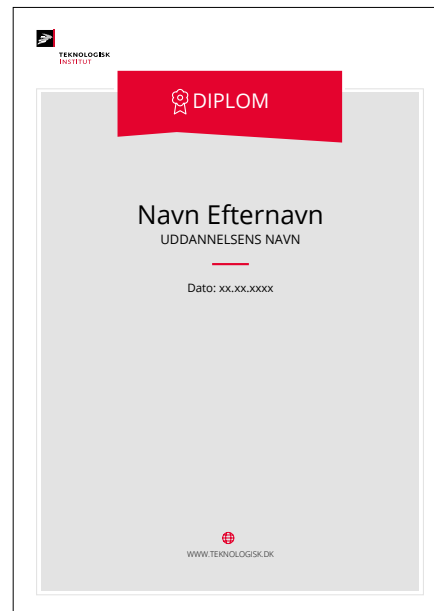 TEKNOLOGISK
INSTITUT
DIPLOM
Navn Efternavn
UDDANNELSENS NAVN
Dato: xx.xx.xxxx
WWW.TEKNOLOGISK.DK